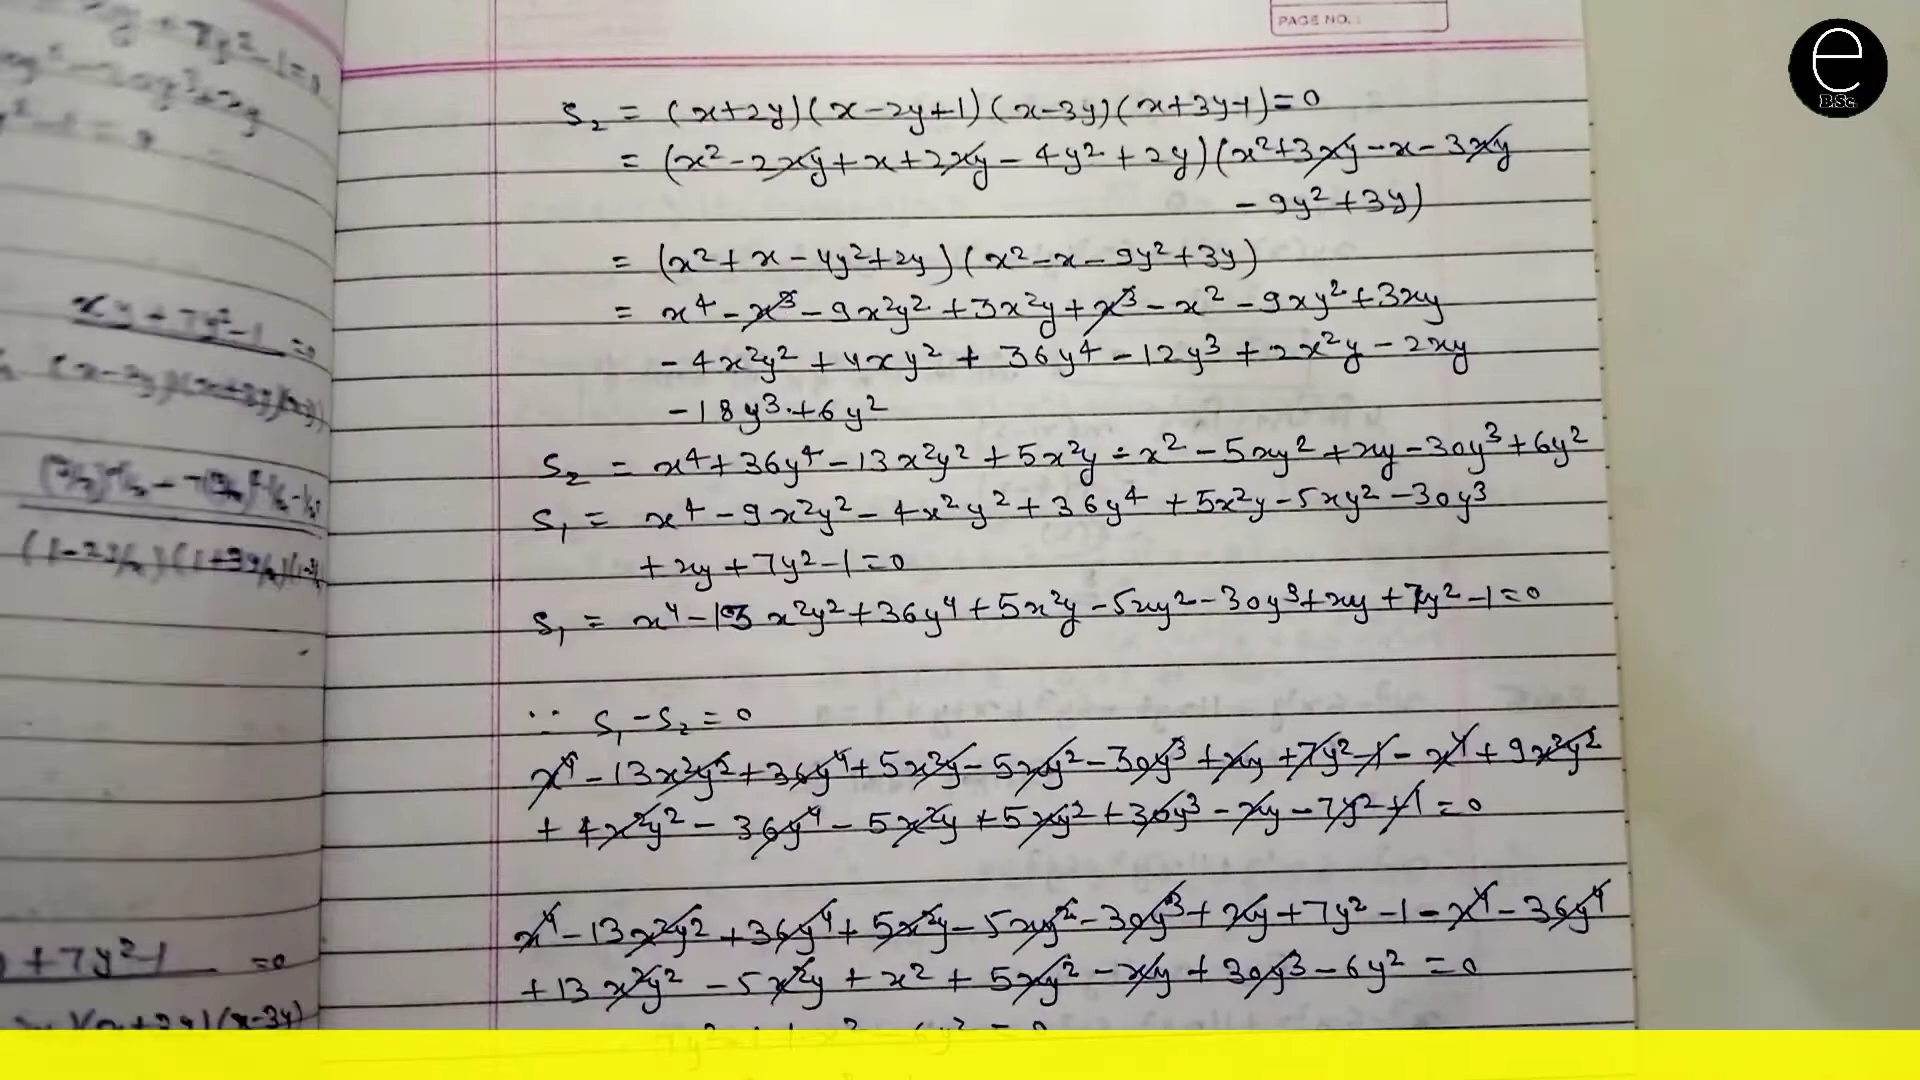 PAGE NO. :
e
B.Sc.
S₂ = (x+2y)(x-2y+1)(x-3y)(x+3y-1)=0
= (x²-2xy+x+2xy-4y²+2y)(x²+3xy-x-3xy
-9y²+3y)
= (x²+x-4y²+2y)(x²-x-9y²+3y)
= x⁴-x³-9x²y²+3x²y+x³-x²-9xy²+3xy
-4x²y²+4xy²+36y⁴-12y³+2x²y-2xy
-18y³+6y²
S₂ = x⁴+36y⁴-13x²y²+5x²y-x²-5xy²+xy-30y³+6y²
S₁ = x⁴-9x²y²-4x²y²+36y⁴+5x²y-5xy²-30y³
+xy+7y²-1=0
S₁ = x⁴-13x²y²+36y⁴+5x²y-5xy²-30y³+xy+7y²-1=0
∵ S₁-S₂=0
x⁴-13x²y²+36y⁴+5x²y-5xy²-30y³+xy+7y²-1-x⁴+9x²y²
+4x²y²-36y⁴-5x²y+5xy²+30y³-xy-7y²+1=0
x⁴-13x²y²+36y⁴+5x²y-5xy²-30y³+xy+7y²-1-x⁴-36y⁴
+13x²y²-5x²y+x²+5xy²-xy+30y³-6y²=0
xy+7y²-1 =0
+7y²-1 =0